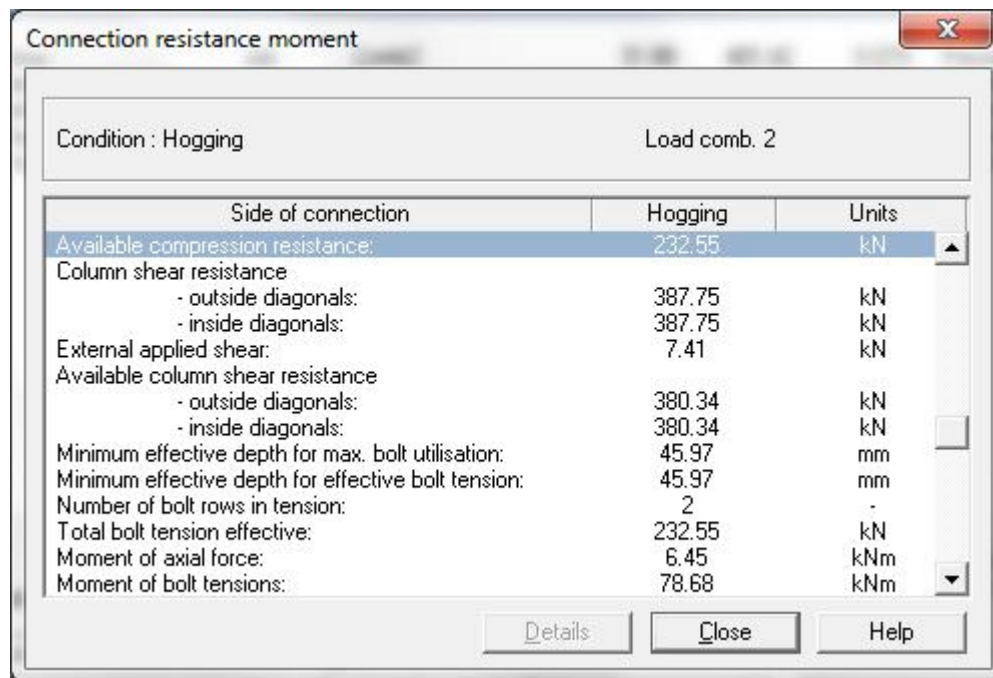 Connection resistance moment
Condition : Hogging Load comb. 2
Side of connection Hogging Units
Available compression resistance: 232.55 kN
Column shear resistance
- outside diagonals: 387.75 kN
- inside diagonals: 387.75 kN
External applied shear: 7.41 kN
Available column shear resistance
- outside diagonals: 380.34 kN
- inside diagonals: 380.34 kN
Minimum effective depth for max. bolt utilisation: 45.97 mm
Minimum effective depth for effective bolt tension: 45.97 mm
Number of bolt rows in tension: 2 -
Total bolt tension effective: 232.55 kN
Moment of axial force: 6.45 kNm
Moment of bolt tensions: 78.68 kNm
Details Close Help